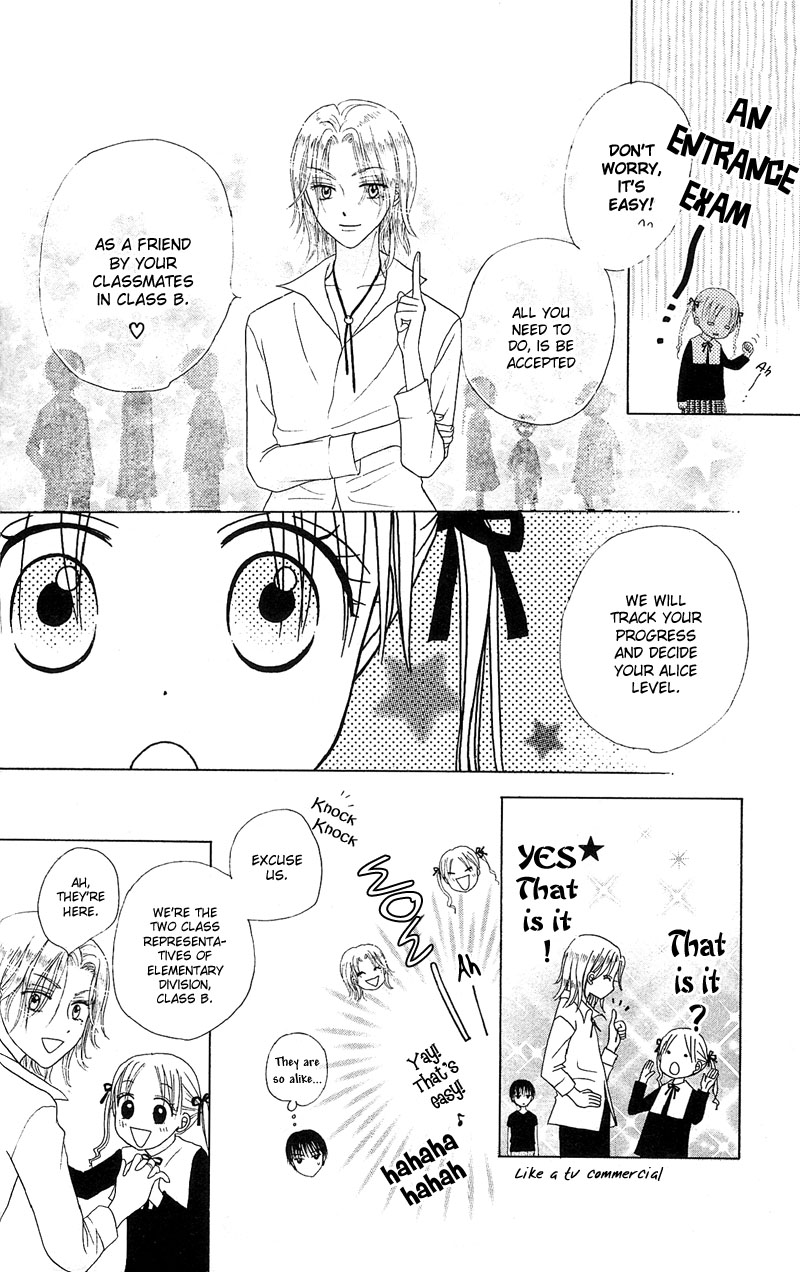 AN
ENTRANCE
EXAM
Ah
DON'T
WORRY,
IT'S
EASY!
ALL YOU
NEED TO
DO, IS BE
ACCEPTED
AS A FRIEND
BY YOUR
CLASSMATES
IN CLASS B.
♡
WE WILL
TRACK YOUR
PROGRESS
AND DECIDE
YOUR ALICE
LEVEL.
That
is it
?
YES★
That
is it
!
Like a tv commercial
WOW
Ah
Yay!
That's
easy!
♪
hahaha
hahah
They are
so alike...
Knock
Knock
EXCUSE
US.
WE'RE THE
TWO CLASS
REPRESENTA-
TIVES OF
ELEMENTARY
DIVISION,
CLASS B.
AH,
THEY'RE
HERE.